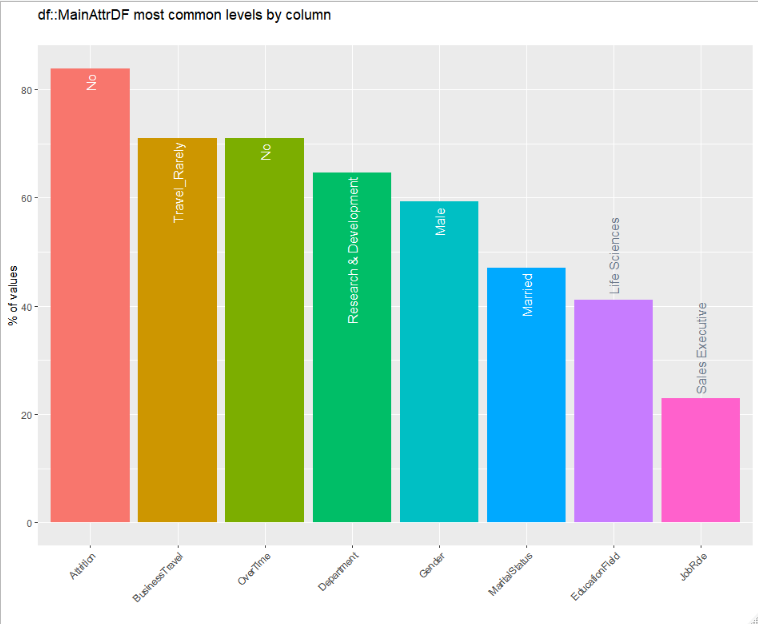 df::MainAttrDF most common levels by column
% of values
80
60
40
20
0
No
Travel_Rarely
No
Research & Development
Male
Married
Life Sciences
Sales Executive
Attrition
BusinessTravel
OverTime
Department
Gender
MaritalStatus
EducationField
JobRole